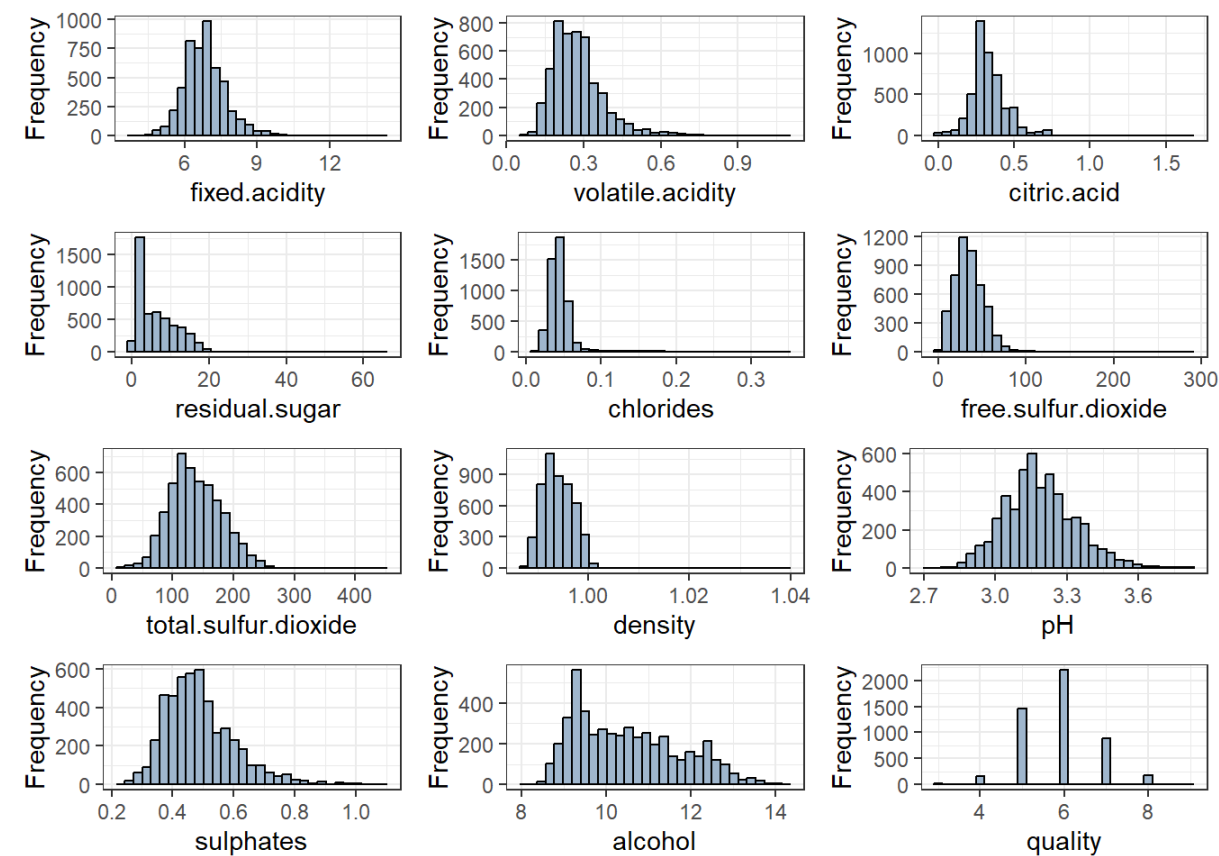 Frequency
1000
750
500
250
0
6 9 12
fixed.acidity
Frequency
800
600
400
200
0
0.0 0.3 0.6 0.9
volatile.acidity
Frequency
1000
500
0
0.0 0.5 1.0 1.5
citric.acid
Frequency
1500
1000
500
0
0 20 40 60
residual.sugar
Frequency
1500
1000
500
0
0.0 0.1 0.2 0.3
chlorides
Frequency
1200
900
600
300
0
0 100 200 300
free.sulfur.dioxide
Frequency
600
400
200
0
0 100 200 300 400
total.sulfur.dioxide
Frequency
900
600
300
0
1.00 1.02 1.04
density
Frequency
600
400
200
0
2.7 3.0 3.3 3.6
pH
Frequency
600
400
200
0
0.2 0.4 0.6 0.8 1.0
sulphates
Frequency
400
200
0
8 10 12 14
alcohol
Frequency
2000
1500
1000
500
0
4 6 8
quality